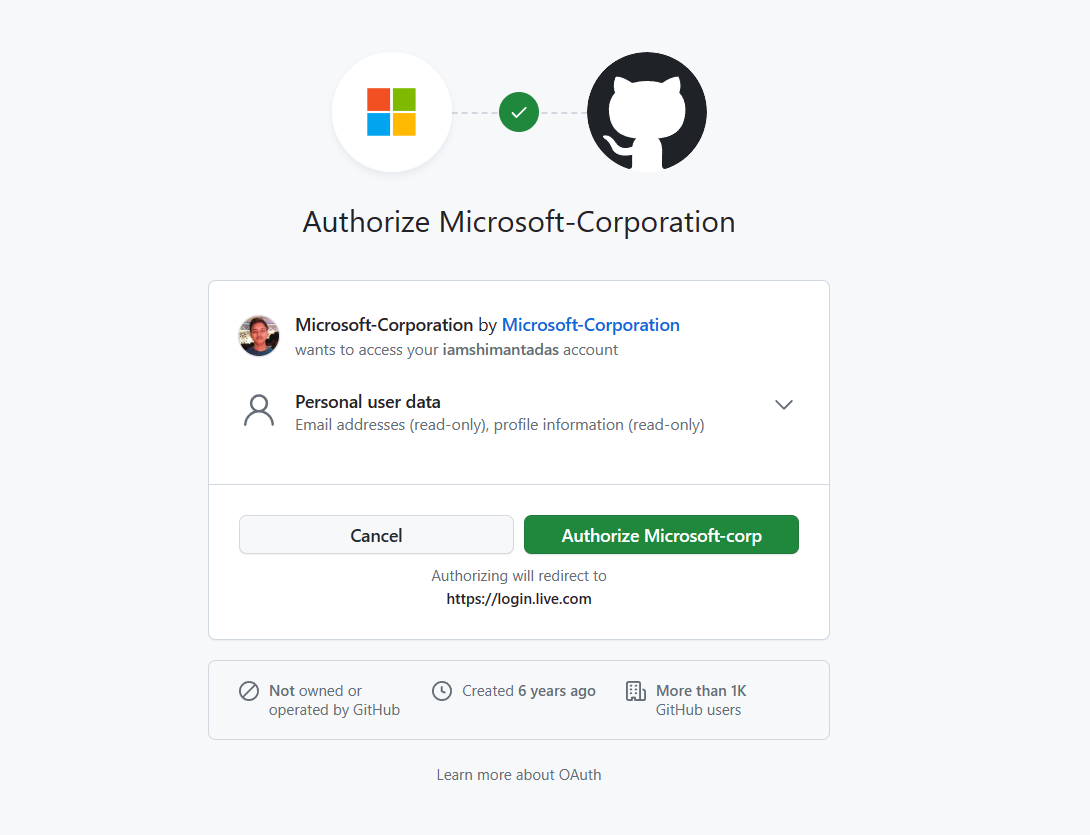 Authorize Microsoft-Corporation
Microsoft-Corporation by Microsoft-Corporation
wants to access your iamshimantadas account
Personal user data
Email addresses (read-only), profile information (read-only)
Cancel
Authorize Microsoft-corp
Authorizing will redirect to
https://login.live.com
Not owned or
operated by GitHub
Created 6 years ago
More than 1K
GitHub users
Learn more about OAuth